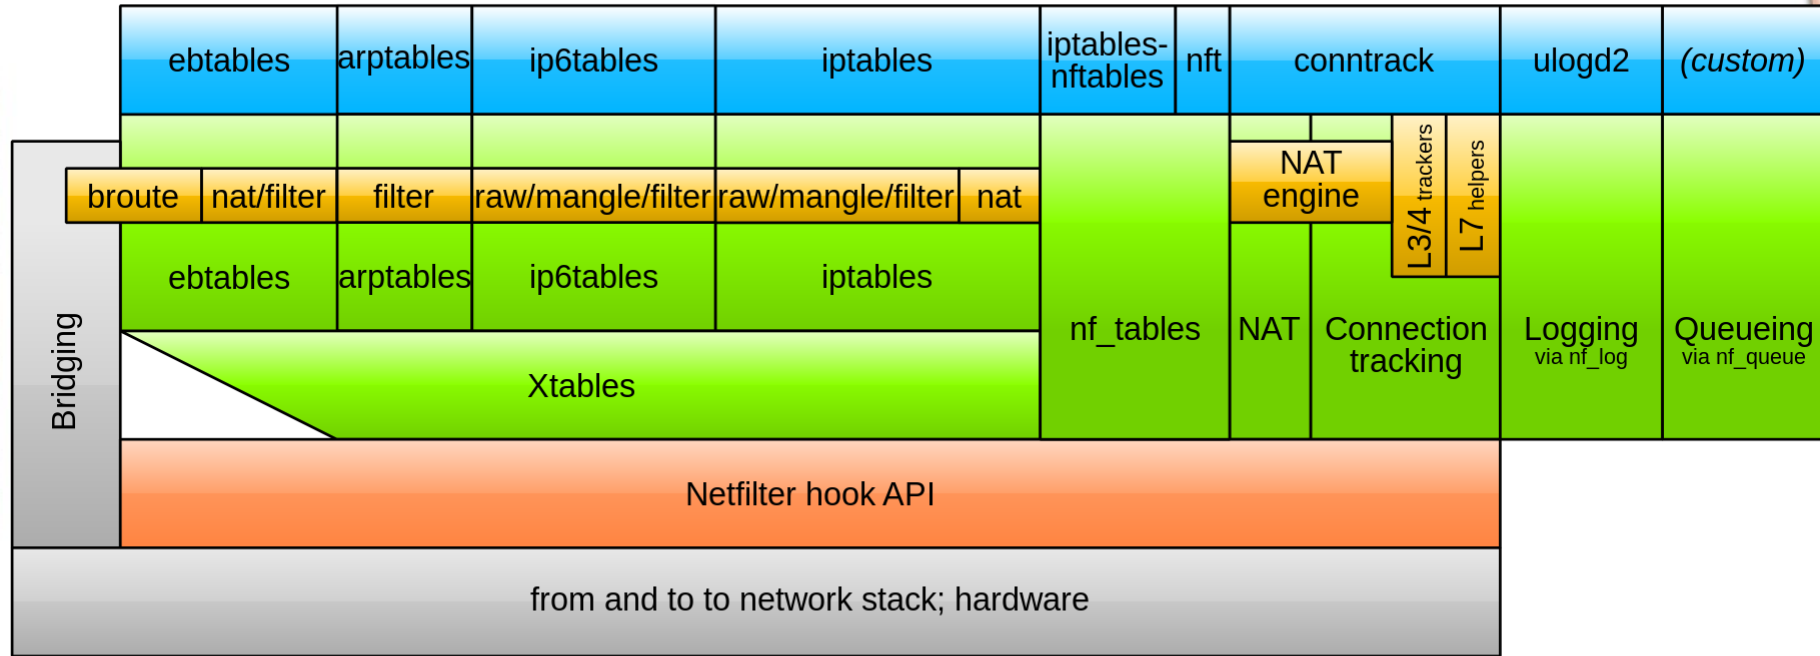 ebtables
arptables
ip6tables
iptables
iptables-
nftables
nft
conntrack
ulogd2
(custom)
broute
nat/filter
filter
raw/mangle/filter
raw/mangle/filter
nat
NAT
engine
L3/4 trackers
L7 helpers
ebtables
arptables
ip6tables
iptables
nf_tables
NAT
Connection
tracking
Logging
via nf_log
Queueing
via nf_queue
Bridging
Xtables
Netfilter hook API
from and to to network stack; hardware